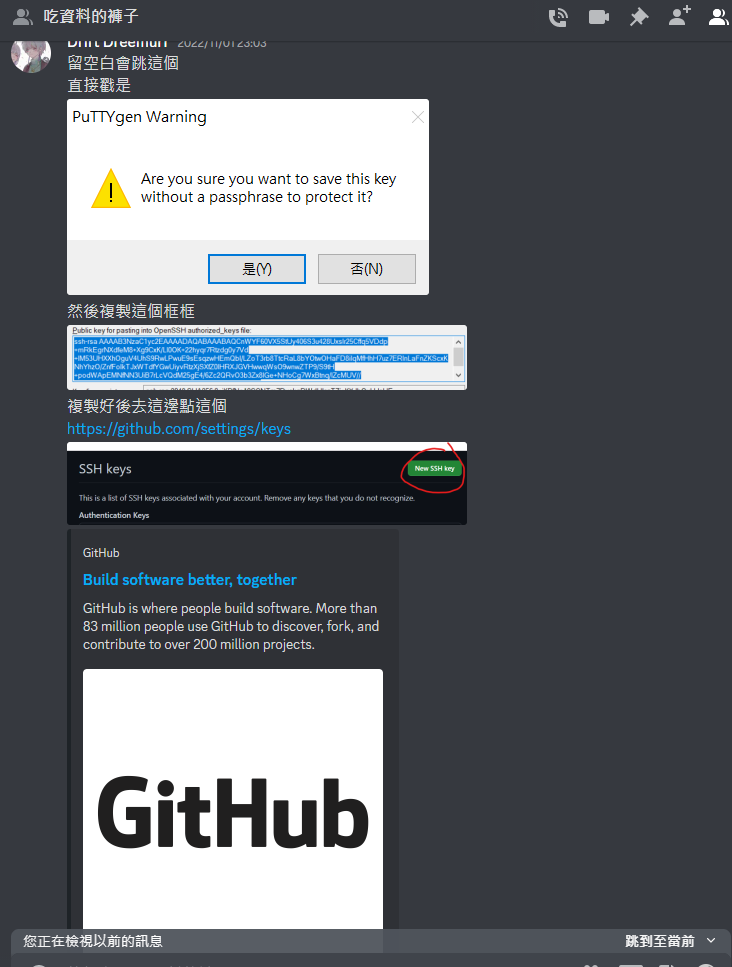 吃資料的褲子
Drift Dreemurr 2022/11/01 23:03
留空白會跳這個
直接戳是
PuTTYgen Warning
Are you sure you want to save this key
without a passphrase to protect it?
是(Y)
否(N)
然後複製這個框框
Public key for pasting into OpenSSH authorized_keys file:
複製好后去這邊點這個
https://github.com/settings/keys
SSH keys
New SSH key
This is a list of SSH keys associated with your account. Remove any keys that you do not recognize.
Authentication Keys
GitHub
Build software better, together
GitHub is where people build software. More than
83 million people use GitHub to discover, fork, and
contribute to over 200 million projects.
GitHub
您正在檢視以前的訊息
跳到至當前